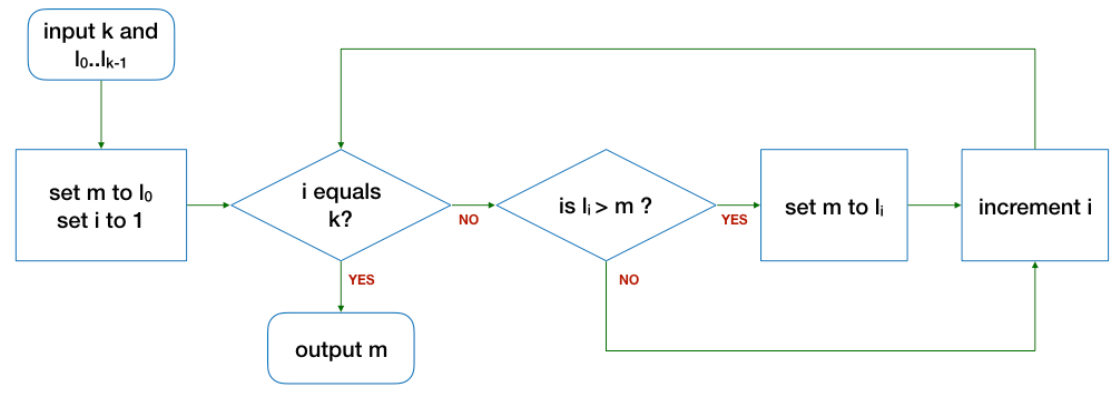 input k and
l₀..lₖ₋₁
set m to l₀
set i to 1
i equals
k?
NO
YES
is lᵢ > m ?
YES
NO
set m to lᵢ
increment i
output m